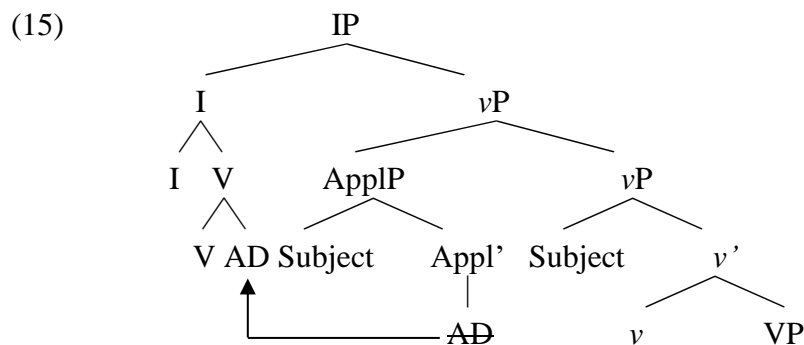 (15) IP
I vP
I V ApplP vP
V AD Subject Appl’ Subject v’
AD v VP